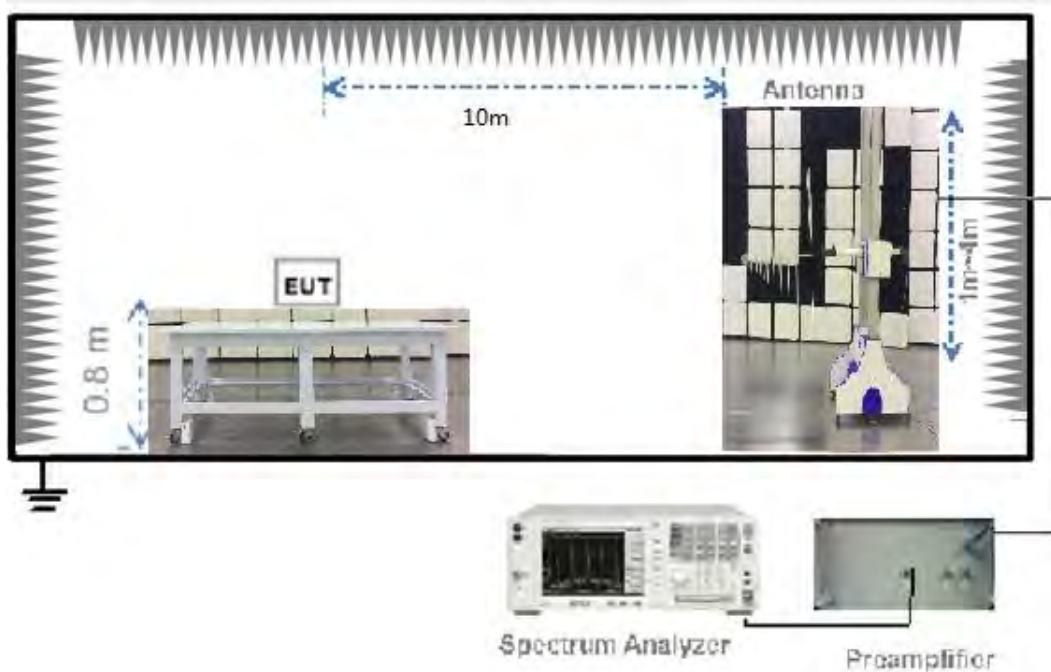 Antenna
10m
1m~4m
EUT
0.8 m
Spectrum Analyzer
Preamplifier